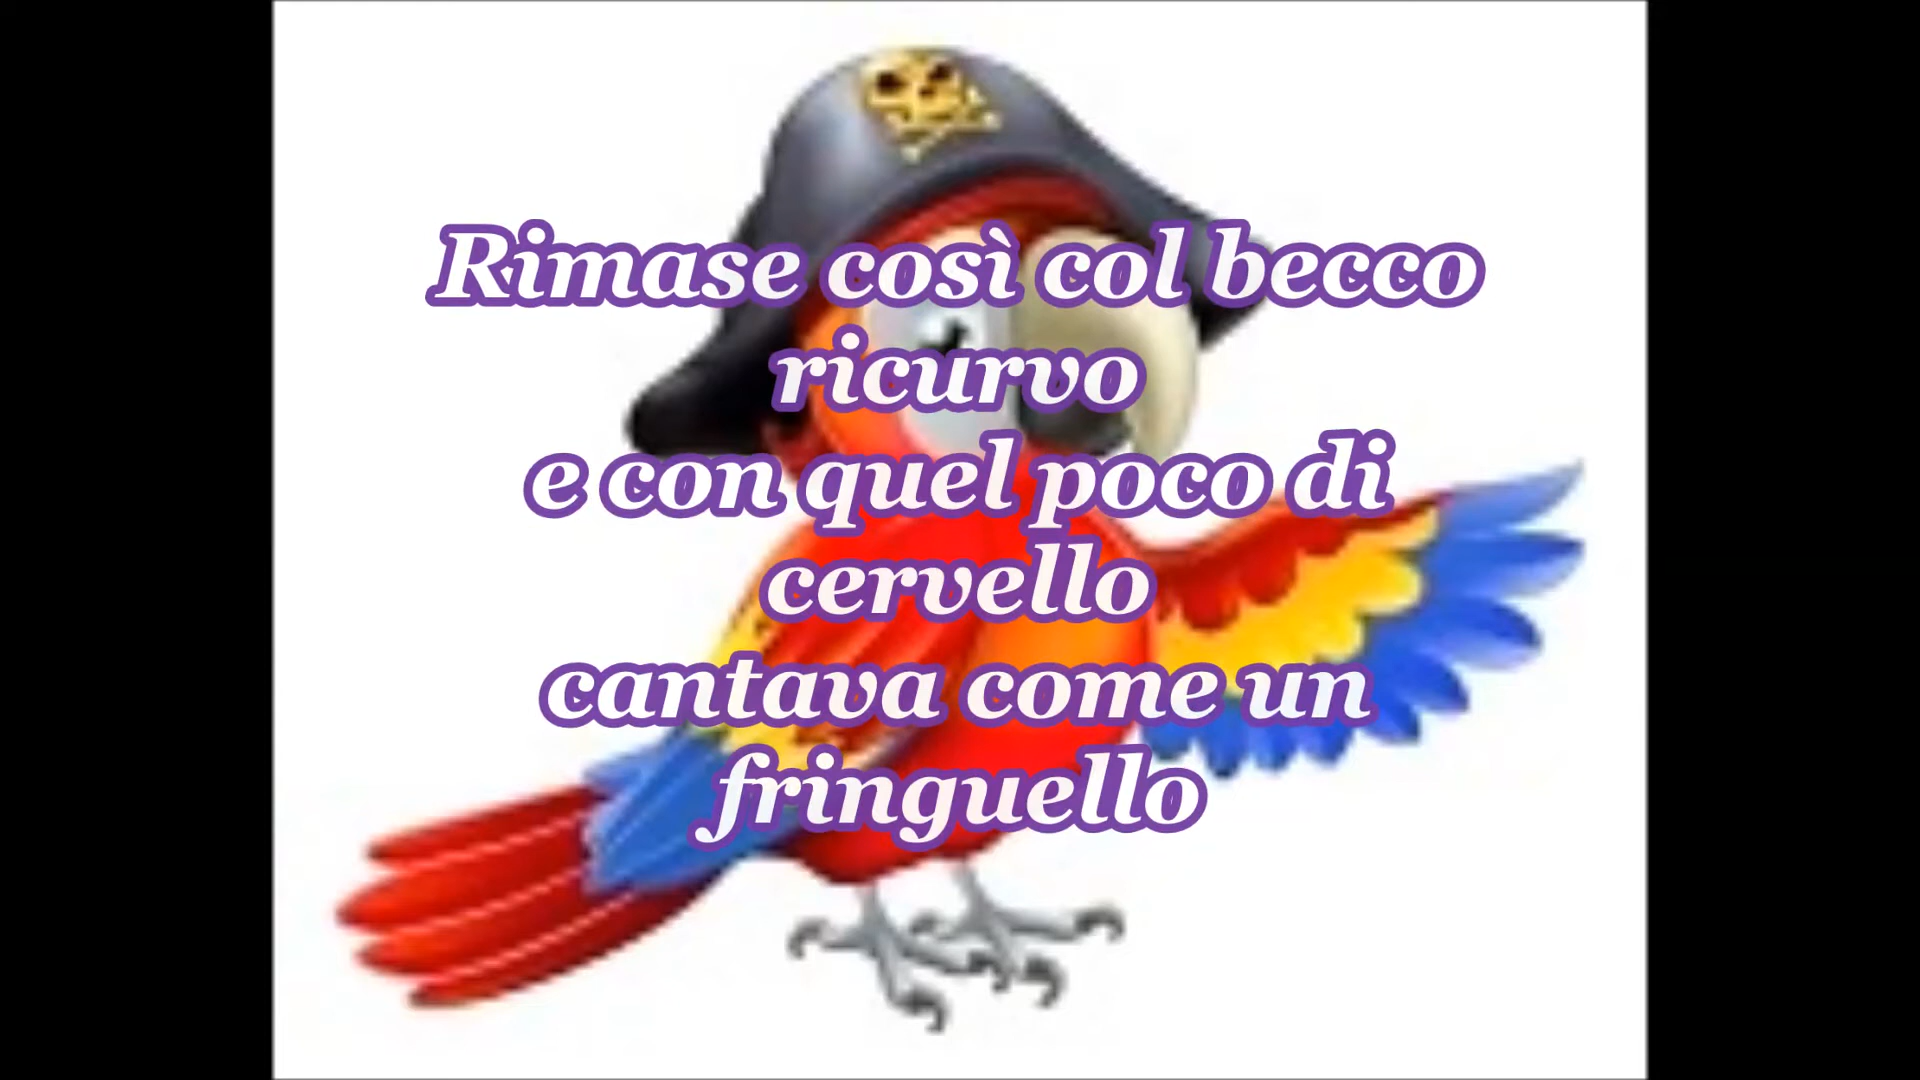 Rimase così col becco
ricurvo
e con quel poco di
cervello
cantava come un
fringuello